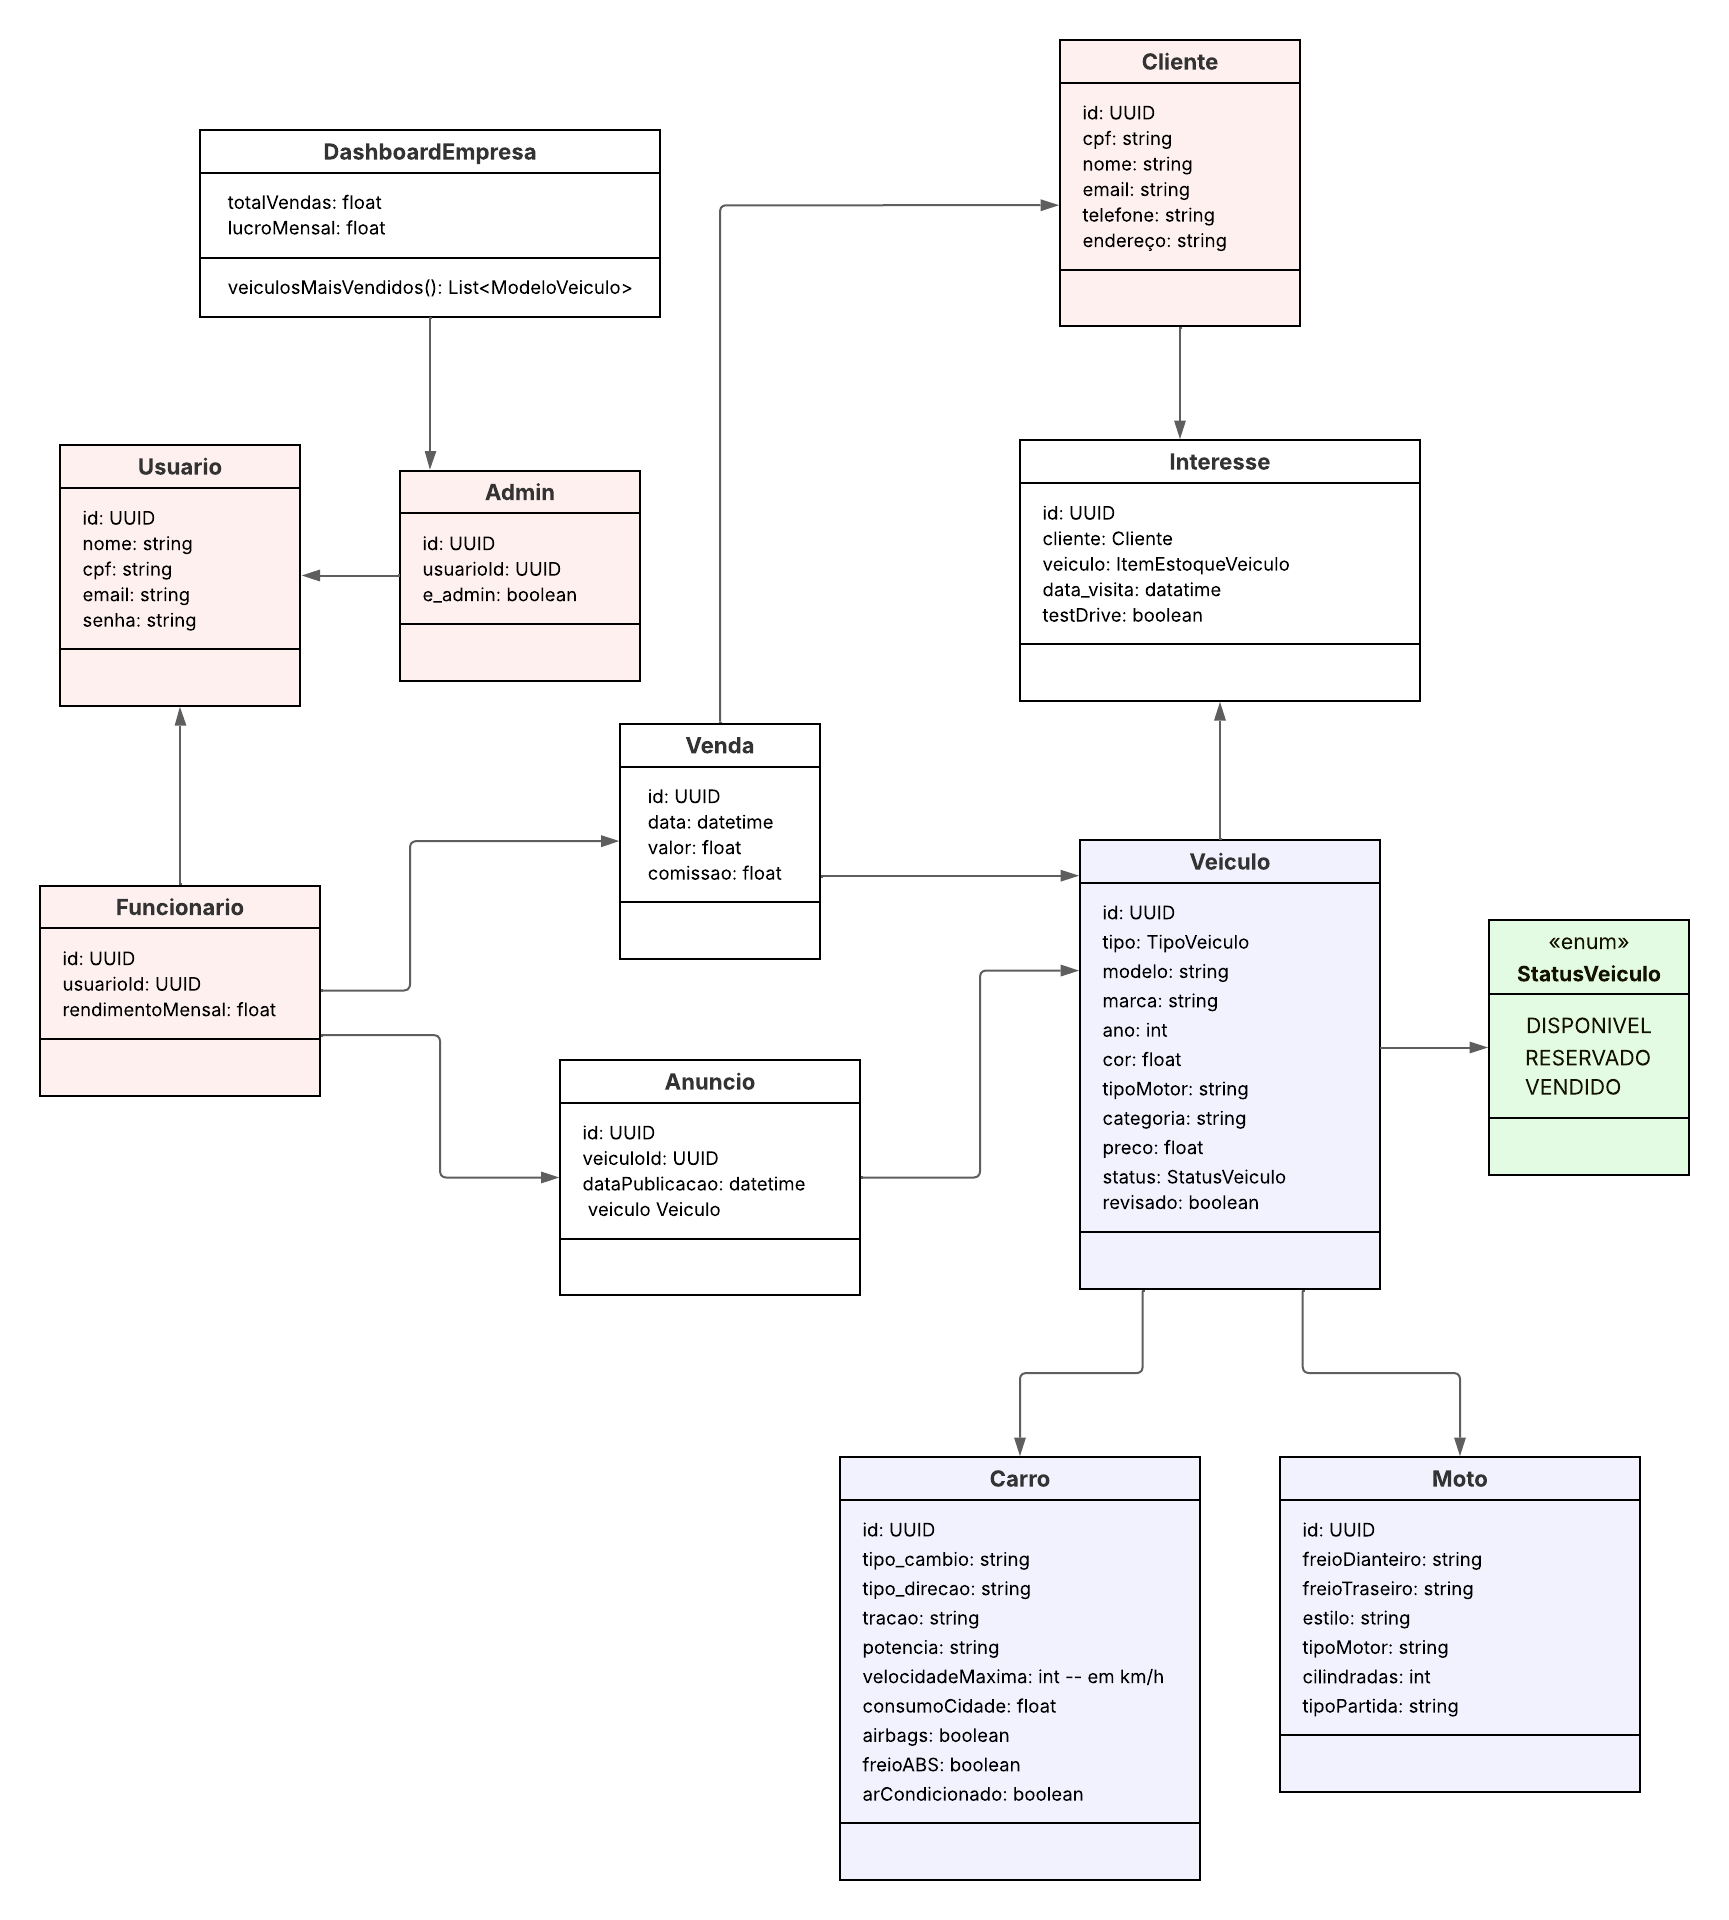 Cliente
id: UUID
cpf: string
nome: string
email: string
telefone: string
endereço: string
DashboardEmpresa
totalVendas: float
lucroMensal: float
veiculosMaisVendidos(): List<ModeloVeiculo>
Usuario
id: UUID
nome: string
cpf: string
email: string
senha: string
Admin
id: UUID
usuarioId: UUID
e_admin: boolean
Interesse
id: UUID
cliente: Cliente
veiculo: ItemEstoqueVeiculo
data_visita: datatime
testDrive: boolean
Venda
id: UUID
data: datetime
valor: float
comissao: float
Funcionario
id: UUID
usuarioId: UUID
rendimentoMensal: float
Anuncio
id: UUID
veiculoId: UUID
dataPublicacao: datetime
veiculo Veiculo
Veiculo
id: UUID
tipo: TipoVeiculo
modelo: string
marca: string
ano: int
cor: float
tipoMotor: string
categoria: string
preco: float
status: StatusVeiculo
revisado: boolean
«enum»
StatusVeiculo
DISPONIVEL
RESERVADO
VENDIDO
Carro
id: UUID
tipo_cambio: string
tipo_direcao: string
tracao: string
potencia: string
velocidadeMaxima: int -- em km/h
consumoCidade: float
airbags: boolean
freioABS: boolean
arCondicionado: boolean
Moto
id: UUID
freioDianteiro: string
freioTraseiro: string
estilo: string
tipoMotor: string
cilindradas: int
tipoPartida: string